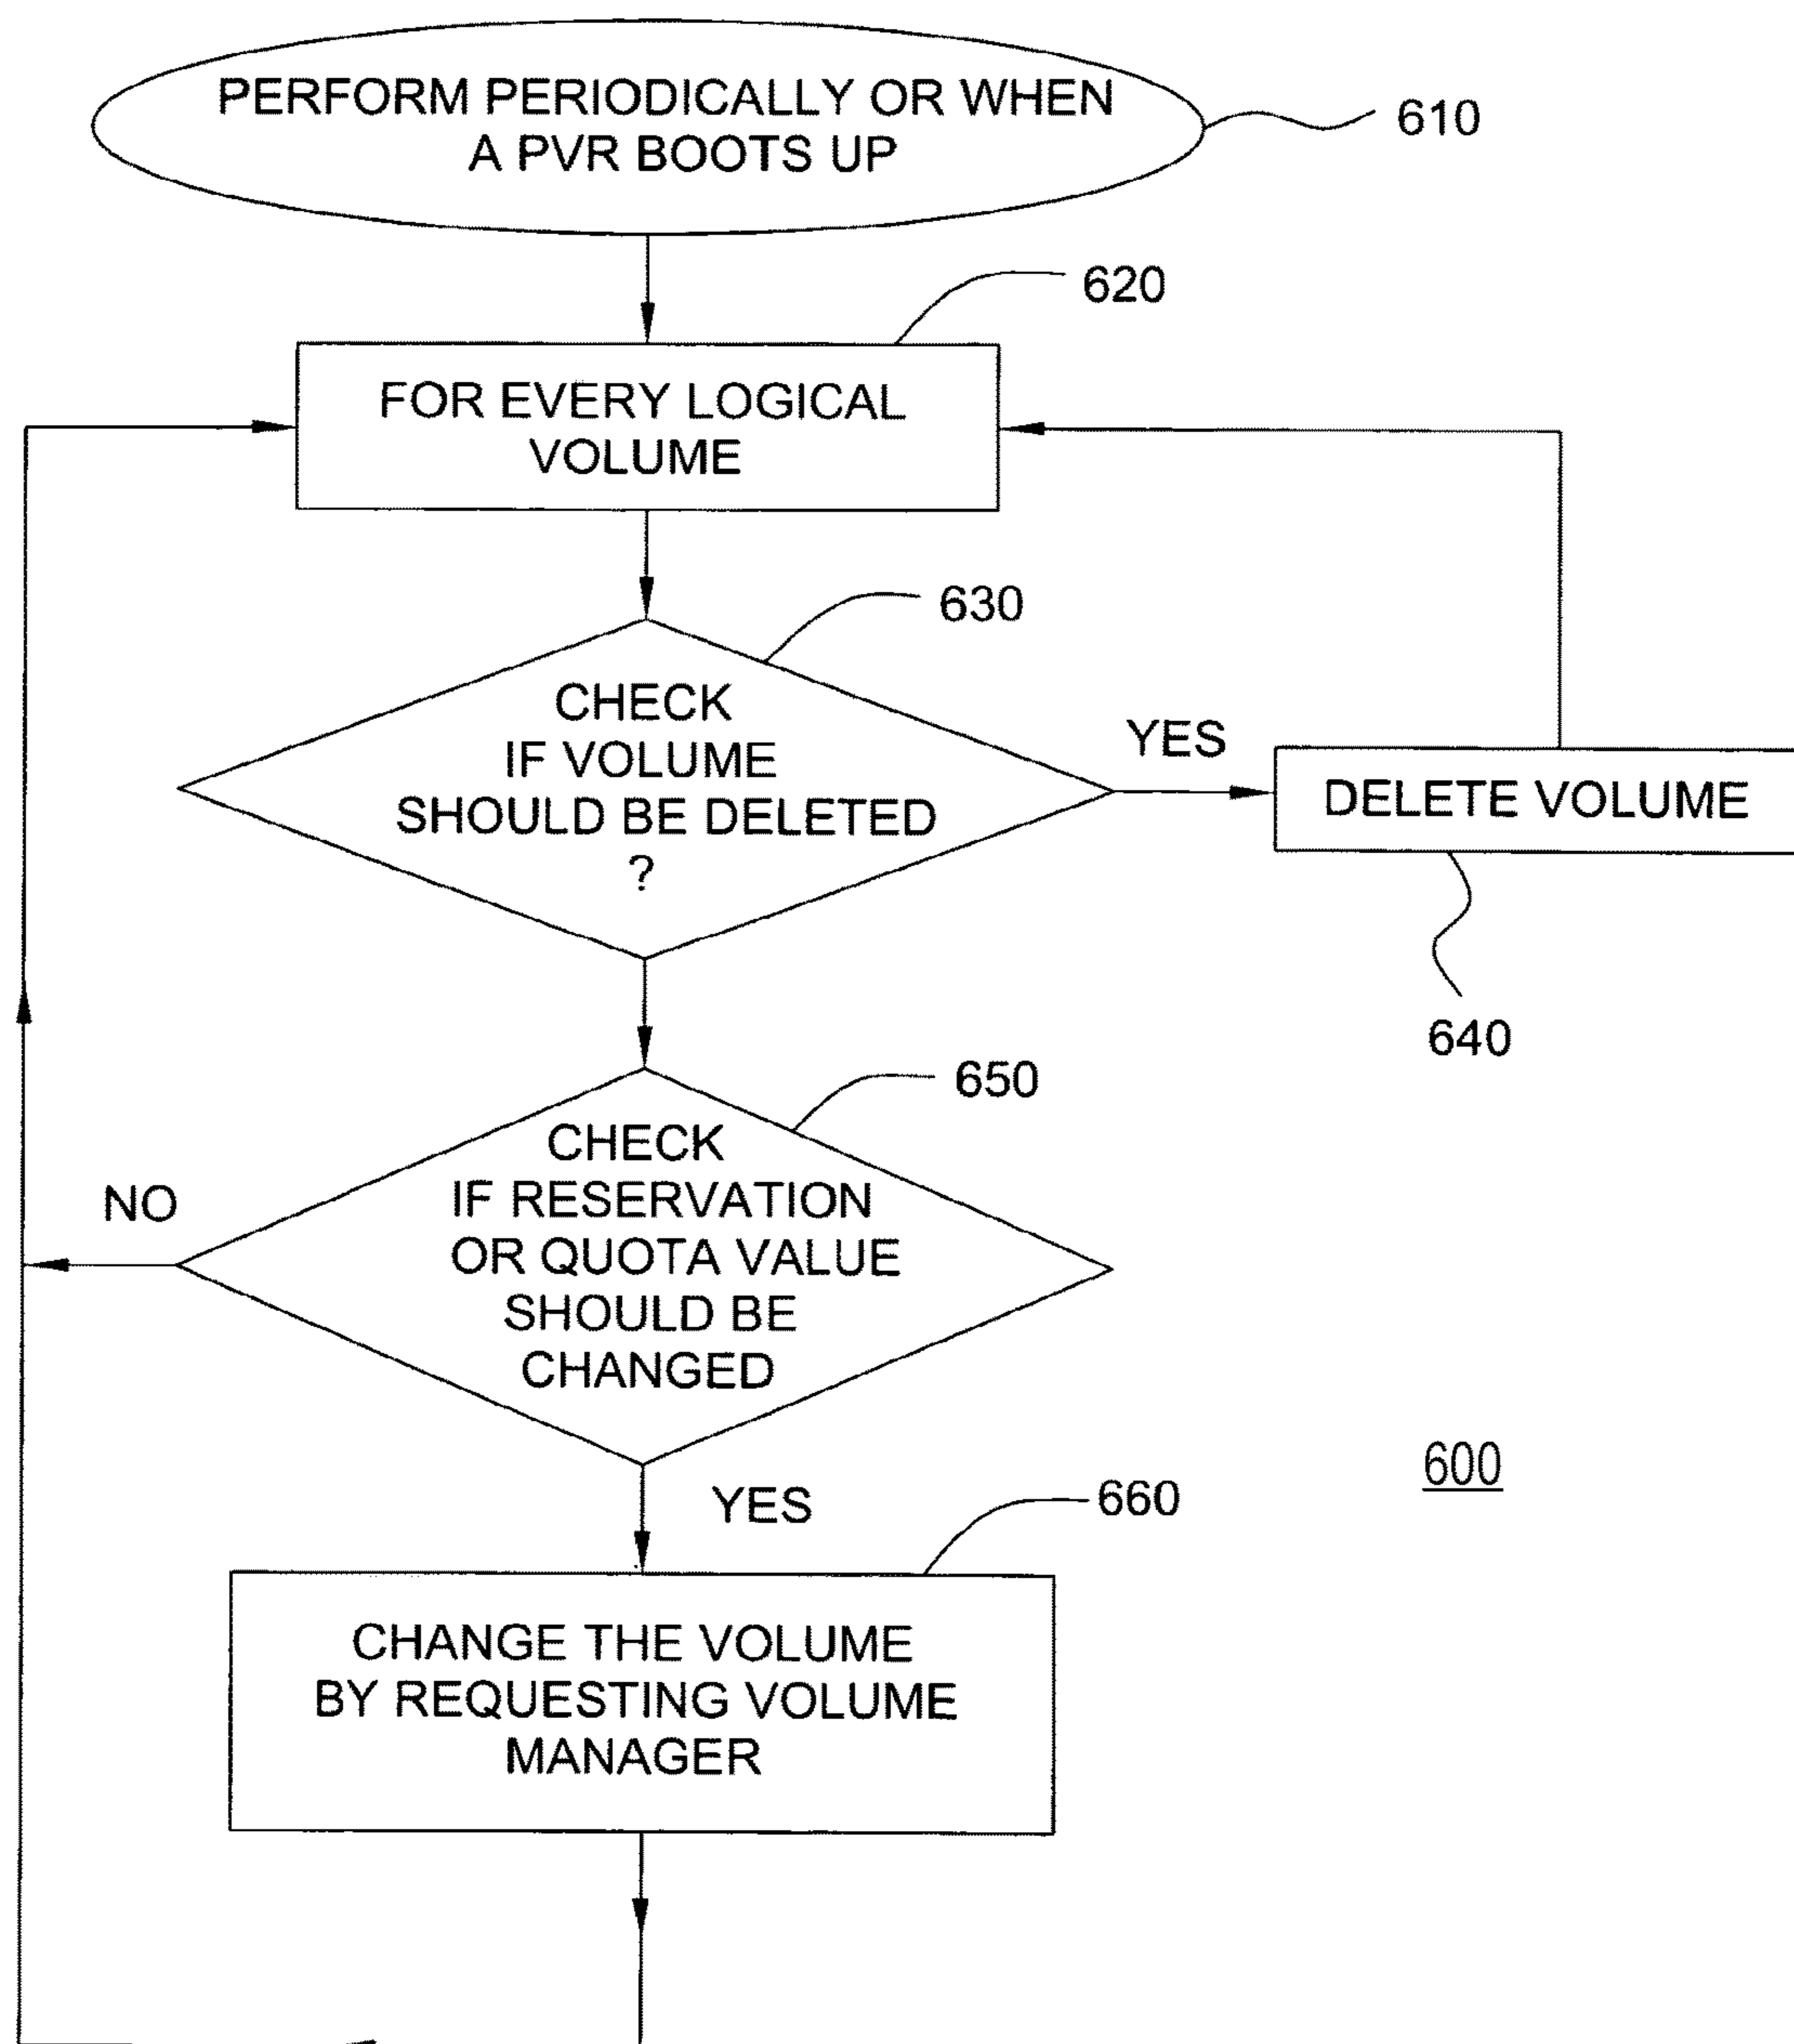 PERFORM PERIODICALLY OR WHEN
A PVR BOOTS UP
610
620
FOR EVERY LOGICAL
VOLUME
630
CHECK
IF VOLUME
SHOULD BE DELETED
?
YES
DELETE VOLUME
640
650
CHECK
IF RESERVATION
OR QUOTA VALUE
SHOULD BE
CHANGED
NO
600
YES
660
CHANGE THE VOLUME
BY REQUESTING VOLUME
MANAGER